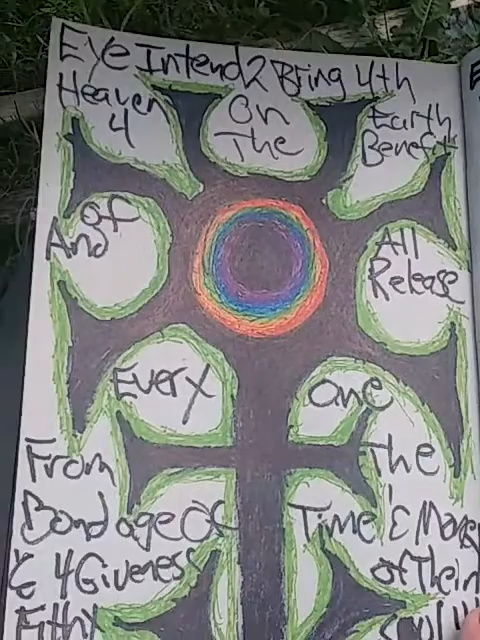 Eye Intend 2 Bring 4th
Heaven On Earth
4 The Benefit
Of All
And Release
Every One
From The
Bondage Of Time & Money
& 4Giveness of Their
Filthy